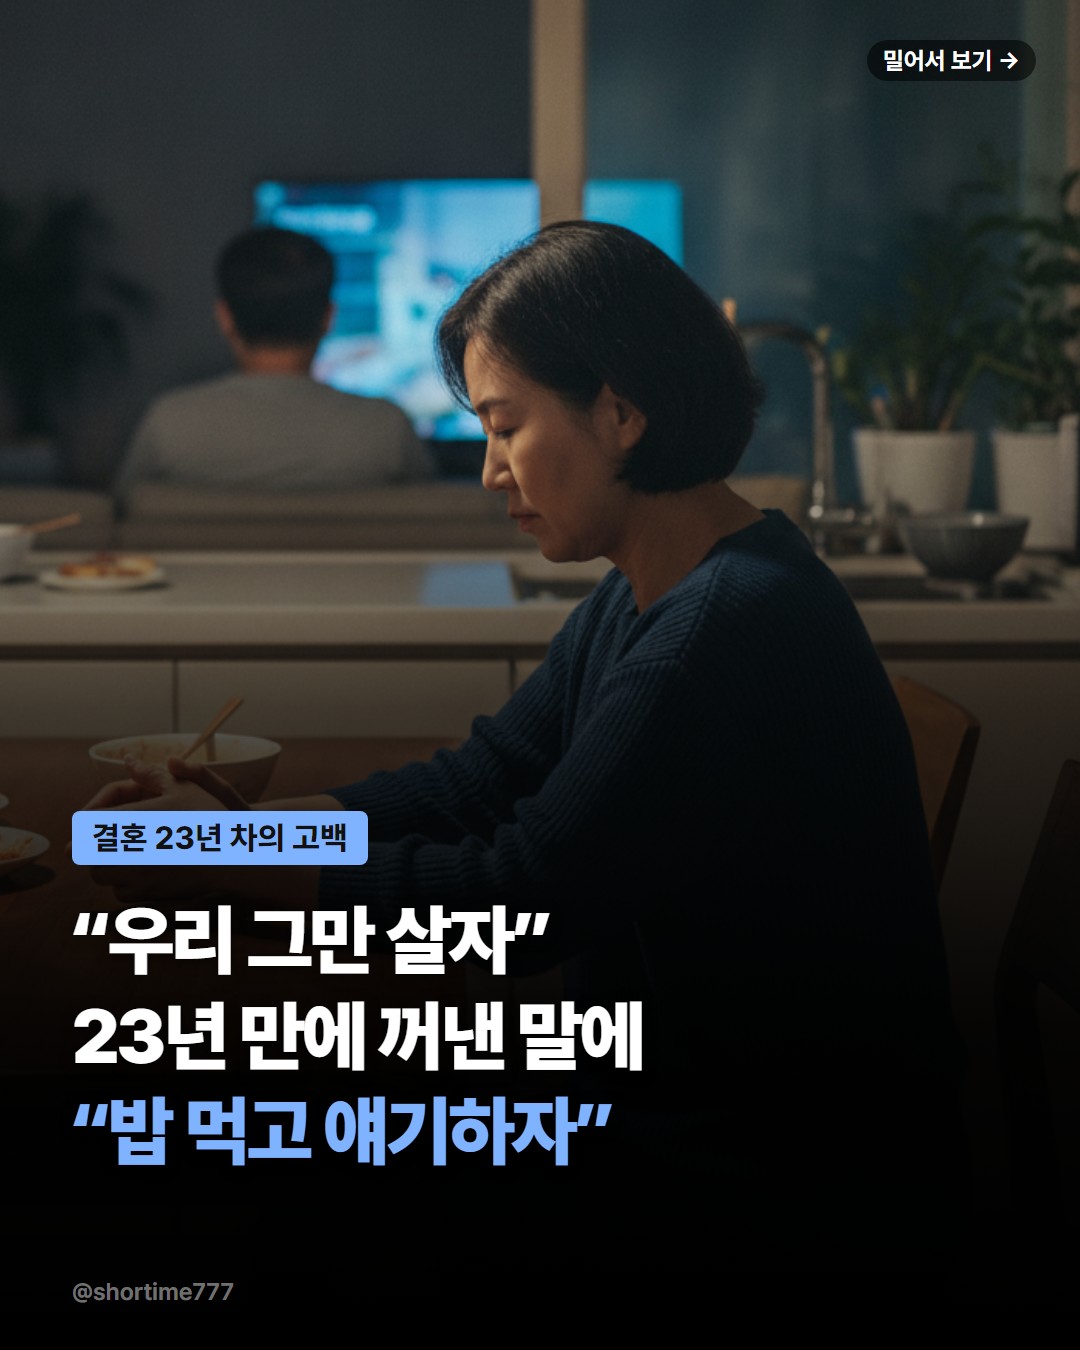 밀어서 보기 →
결혼 23년 차의 고백
“우리 그만 살자”
23년 만에 꺼낸 말에
“밥 먹고 얘기하자”
@shortime777